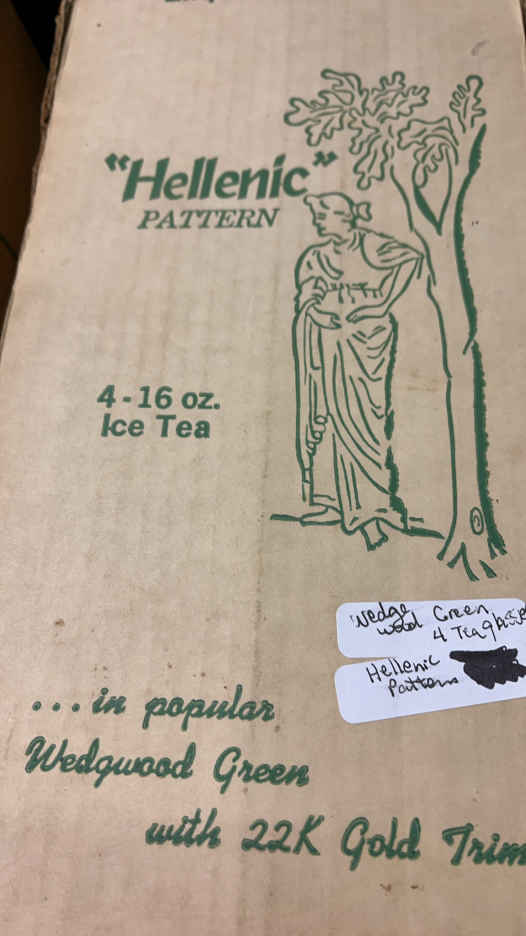 "Hellenic"
PATTERN
4-16 oz.
Ice Tea
Wedge Green
wood 4 Tea glasses
Hellenic
Pattern
...in popular
Wedgwood Green
with 22K Gold Trim